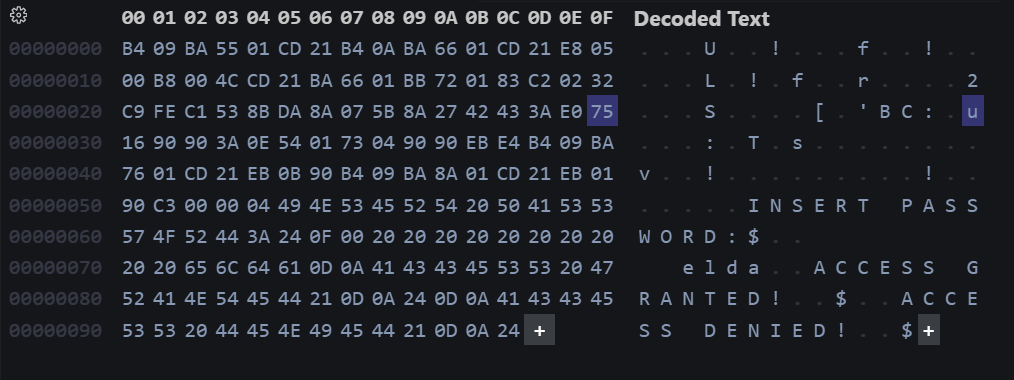 00 01 02 03 04 05 06 07 08 09 0A 0B 0C 0D 0E 0F Decoded Text
00000000 B4 09 BA 55 01 CD 21 B4 0A BA 66 01 CD 21 E8 05 . . . U . ! . . . f . . ! . .
00000010 00 B8 00 4C CD 21 BA 66 01 BB 72 01 83 C2 02 32 . . . L . ! . f . . r . . . . 2
00000020 C9 FE C1 53 8B DA 8A 07 5B 8A 27 42 43 3A E0 75 . . . S . . . . [ . ' B C : . u
00000030 16 90 90 3A 0E 54 01 73 04 90 90 EB E4 B4 09 BA . . . : . T . s . . . . . . . .
00000040 76 01 CD 21 EB 0B 90 B4 09 BA 8A 01 CD 21 EB 01 v . . ! . . . . . . . . . ! . .
00000050 90 C3 00 00 04 49 4E 53 45 52 54 20 50 41 53 53 . . . . . I N S E R T P A S S
00000060 57 4F 52 44 3A 24 0F 00 20 20 20 20 20 20 20 20 W O R D : $ . .
00000070 20 20 65 6C 64 61 0D 0A 41 43 43 45 53 53 20 47 e l d a . . A C C E S S G
00000080 52 41 4E 54 45 44 21 0D 0A 24 0D 0A 41 43 43 45 R A N T E D ! . . $ . . A C C E
00000090 53 53 20 44 45 4E 49 45 44 21 0D 0A 24 + S S D E N I E D ! . . $ +